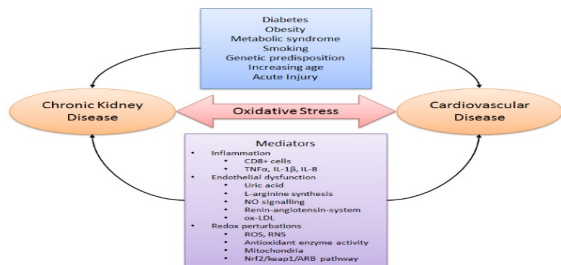 Diabetes
Obesity
Metabolic syndrome
Smoking
Genetic predisposition
Increasing age
Acute Injury
Chronic Kidney
Disease
Oxidative Stress
Cardiovascular
Disease
Mediators
• Inflammation
• CD8+ cells
• TNFα, IL-1β, IL-8
• Endothelial dysfunction
• Uric acid
• L-arginine synthesis
• NO signalling
• Renin-angiotensin-system
• ox-LDL
• Redox perturbations
• ROS, RNS
• Antioxidant enzyme activity
• Mitochondria
• Nrf2/keap1/ARB pathway